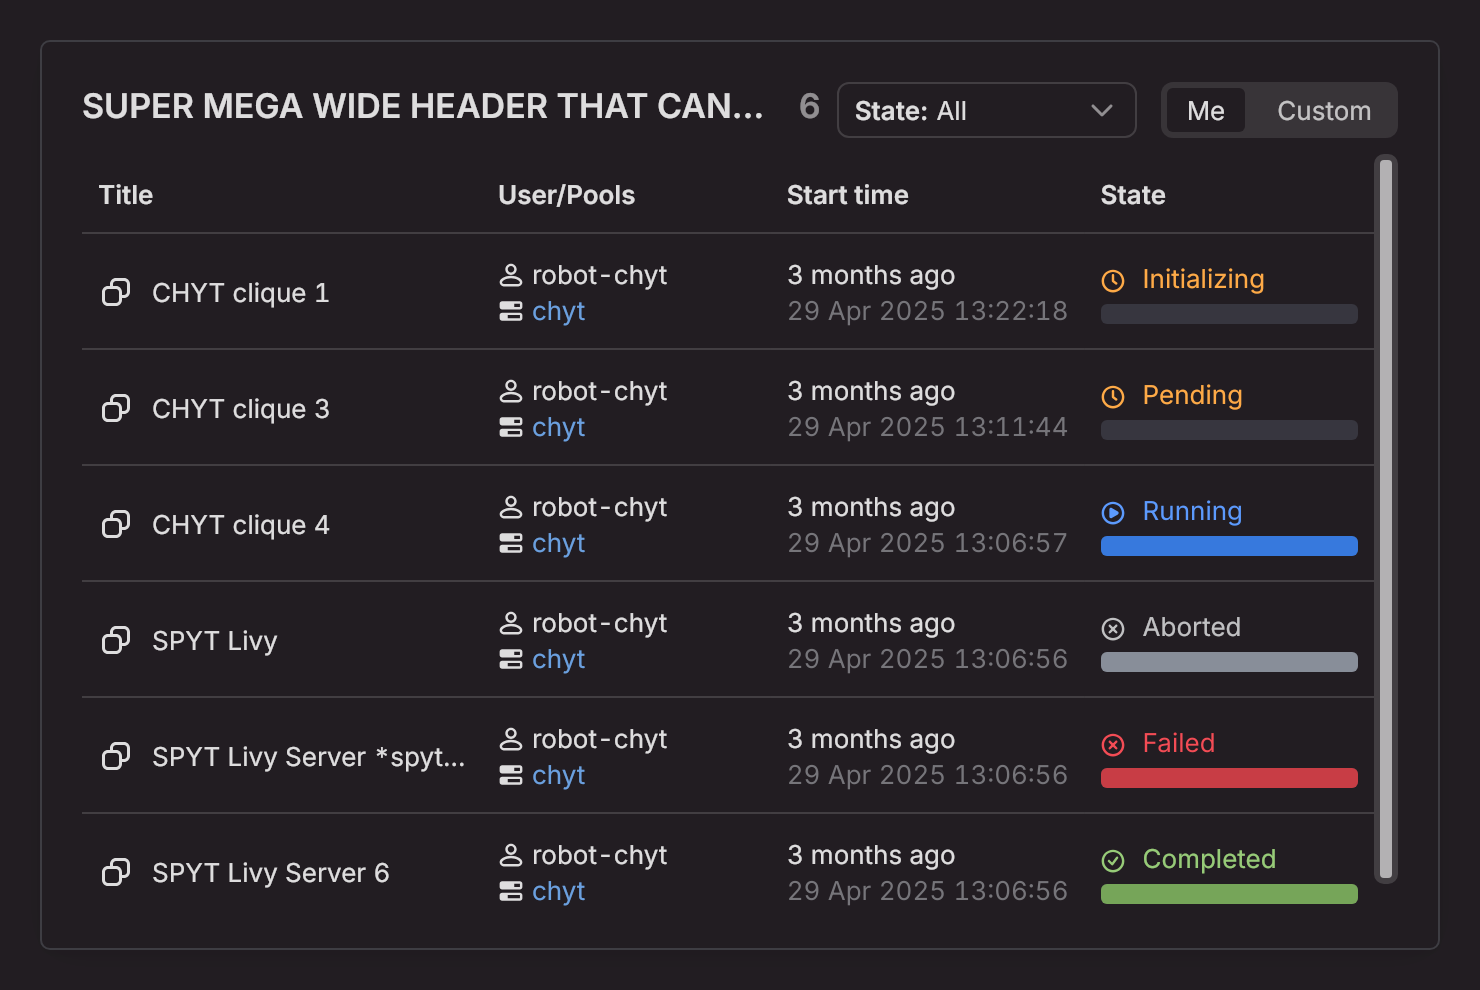 SUPER MEGA WIDE HEADER THAT CAN... 6 State: All Me Custom
Title User/Pools Start time State
CHYT clique 1
robot-chyt
chyt
3 months ago
29 Apr 2025 13:22:18
Initializing
CHYT clique 3
robot-chyt
chyt
3 months ago
29 Apr 2025 13:11:44
Pending
CHYT clique 4
robot-chyt
chyt
3 months ago
29 Apr 2025 13:06:57
Running
SPYT Livy
robot-chyt
chyt
3 months ago
29 Apr 2025 13:06:56
Aborted
SPYT Livy Server *spyt...
robot-chyt
chyt
3 months ago
29 Apr 2025 13:06:56
Failed
SPYT Livy Server 6
robot-chyt
chyt
3 months ago
29 Apr 2025 13:06:56
Completed